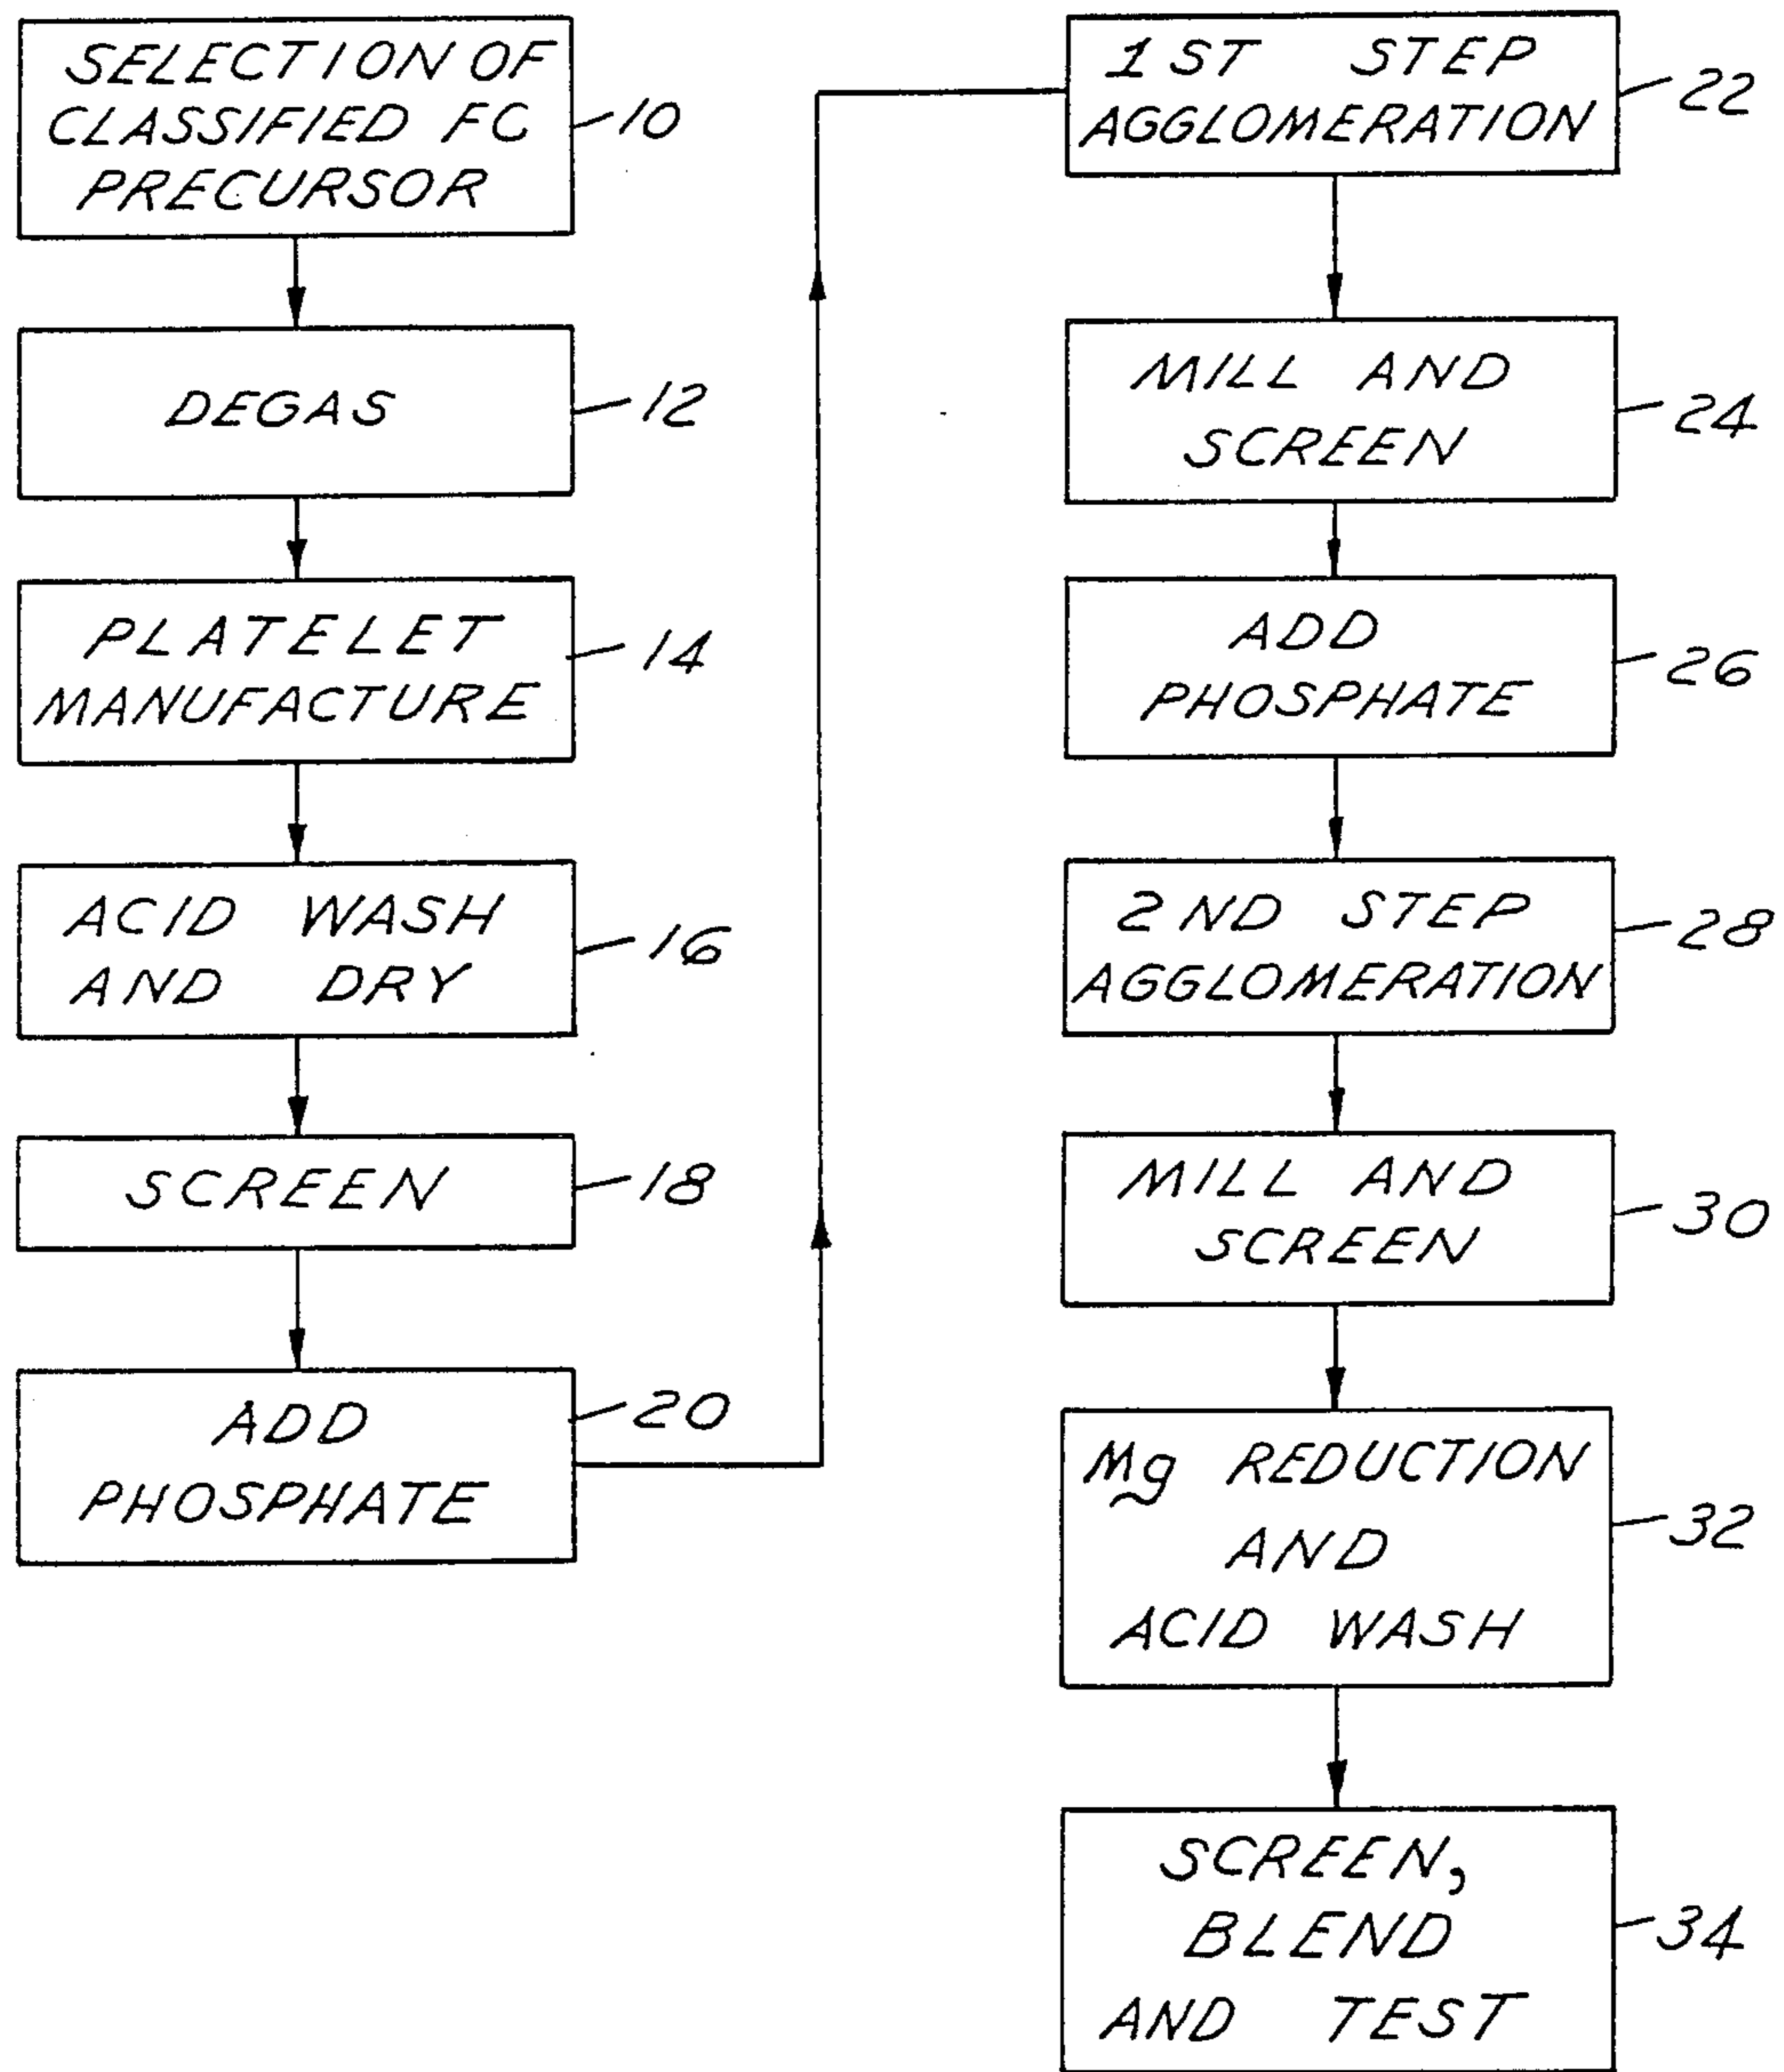 SELECTION OF
CLASSIFIED FC
PRECURSOR
10
DEGAS
12
PLATELET
MANUFACTURE
14
ACID WASH
AND DRY
16
SCREEN
18
ADD
PHOSPHATE
20
1ST STEP
AGGLOMERATION
22
MILL AND
SCREEN
24
ADD
PHOSPHATE
26
2ND STEP
AGGLOMERATION
28
MILL AND
SCREEN
30
Mg REDUCTION
AND
ACID WASH
32
SCREEN,
BLEND
AND TEST
34